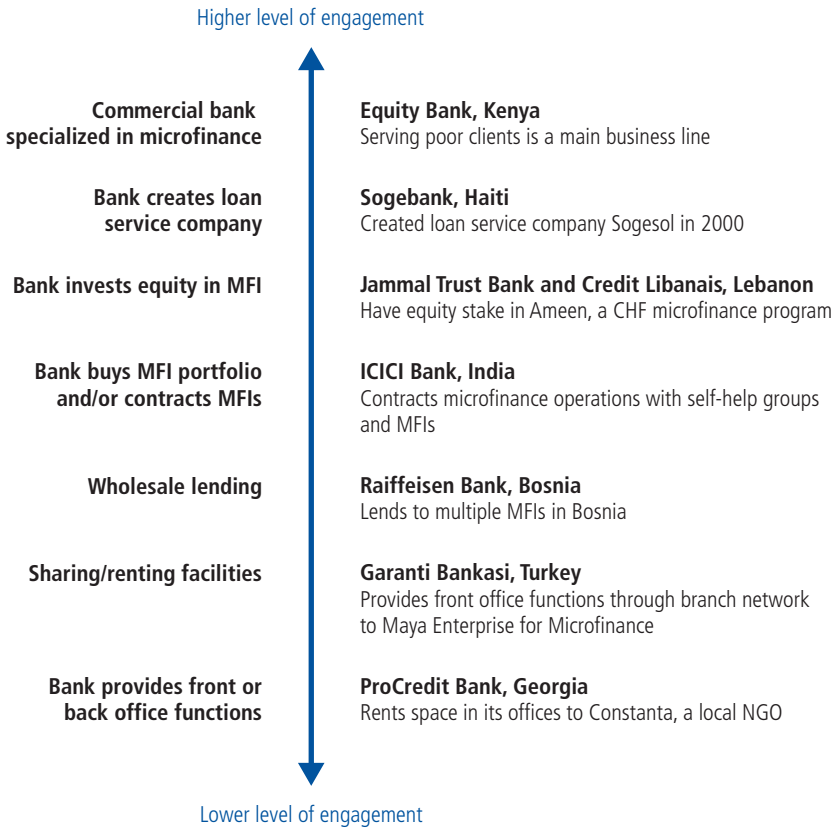 Higher level of engagement
Commercial bank
specialized in microfinance
Equity Bank, Kenya
Serving poor clients is a main business line
Bank creates loan
service company
Sogebank, Haiti
Created loan service company Sogesol in 2000
Bank invests equity in MFI
Jammal Trust Bank and Credit Libanais, Lebanon
Have equity stake in Ameen, a CHF microfinance program
Bank buys MFI portfolio
and/or contracts MFIs
ICICI Bank, India
Contracts microfinance operations with self-help groups
and MFIs
Wholesale lending
Raiffeisen Bank, Bosnia
Lends to multiple MFIs in Bosnia
Sharing/renting facilities
Garanti Bankasi, Turkey
Provides front office functions through branch network
to Maya Enterprise for Microfinance
Bank provides front or
back office functions
ProCredit Bank, Georgia
Rents space in its offices to Constanta, a local NGO
Lower level of engagement